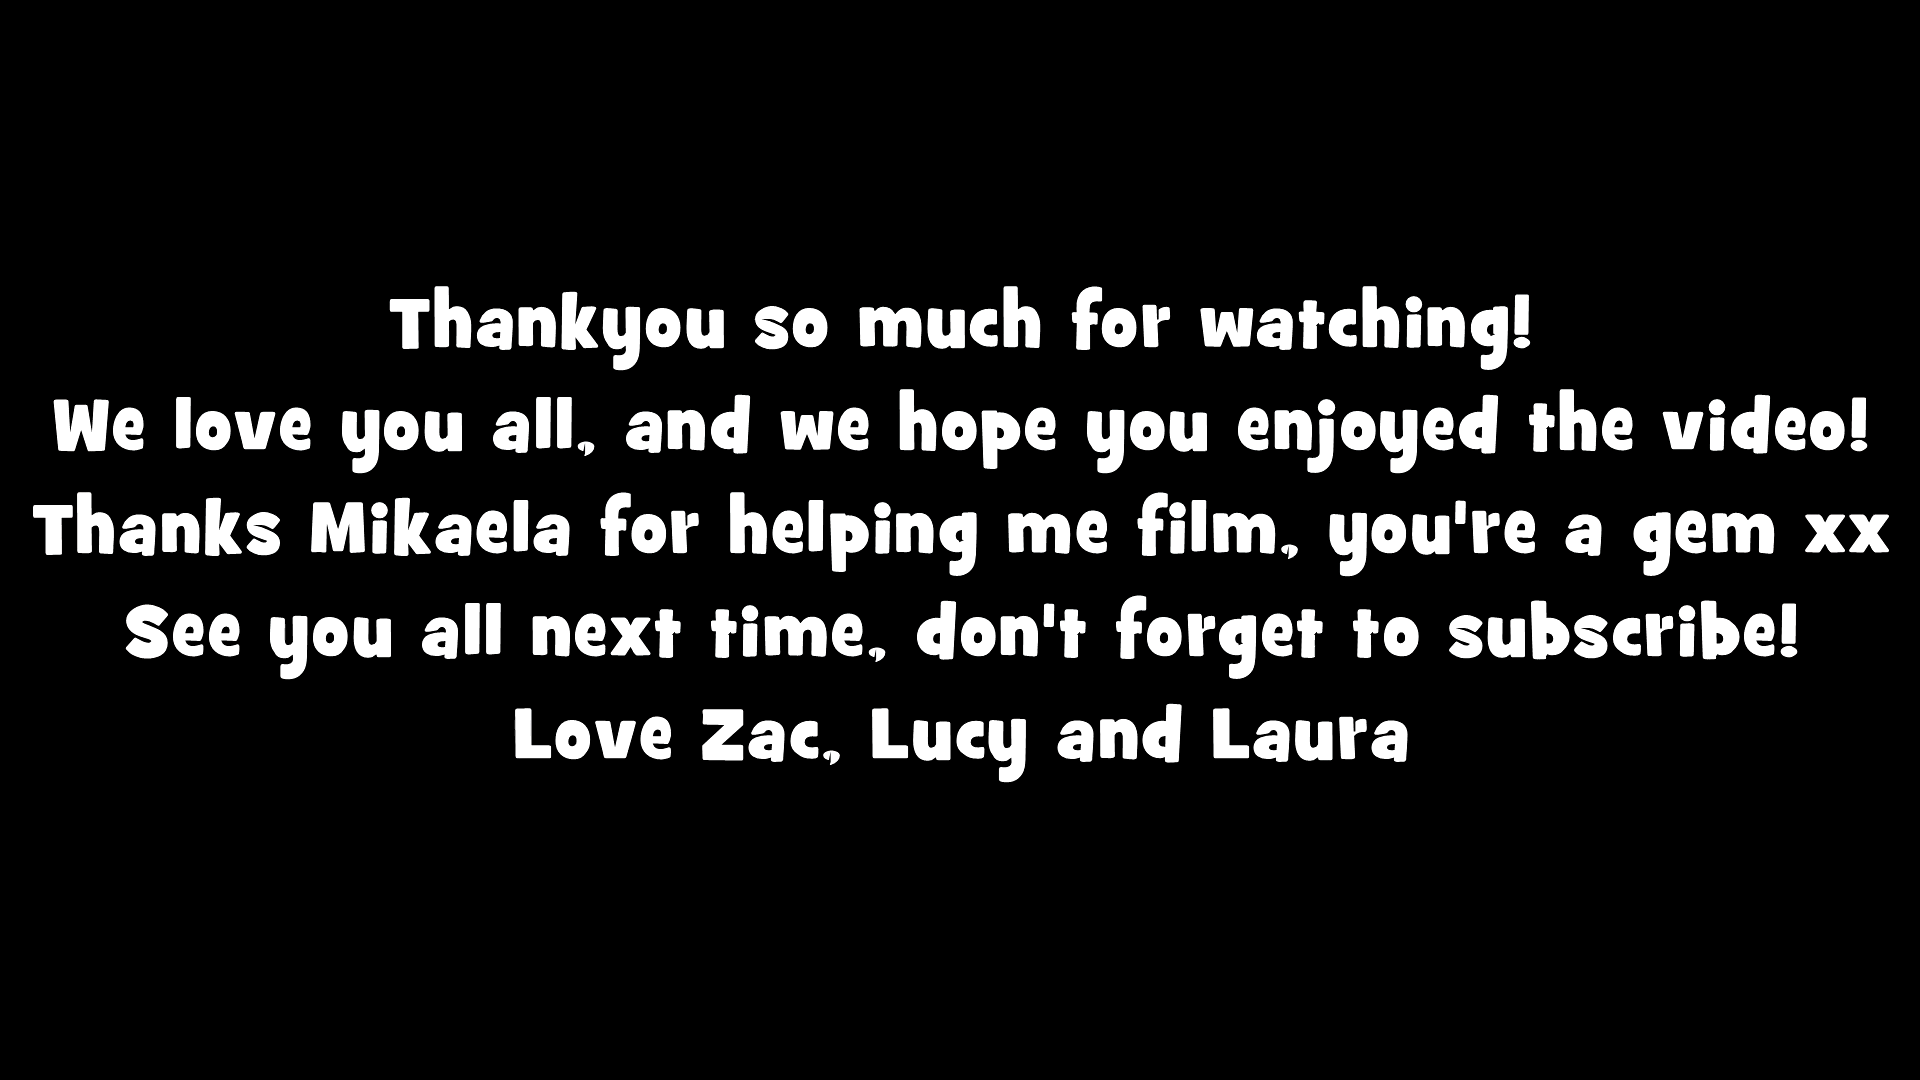 Thankyou so much for watching!
We love you all, and we hope you enjoyed the video!
Thanks Mikaela for helping me film, you're a gem xx
See you all next time, don't forget to subscribe!
Love Zac, Lucy and Laura